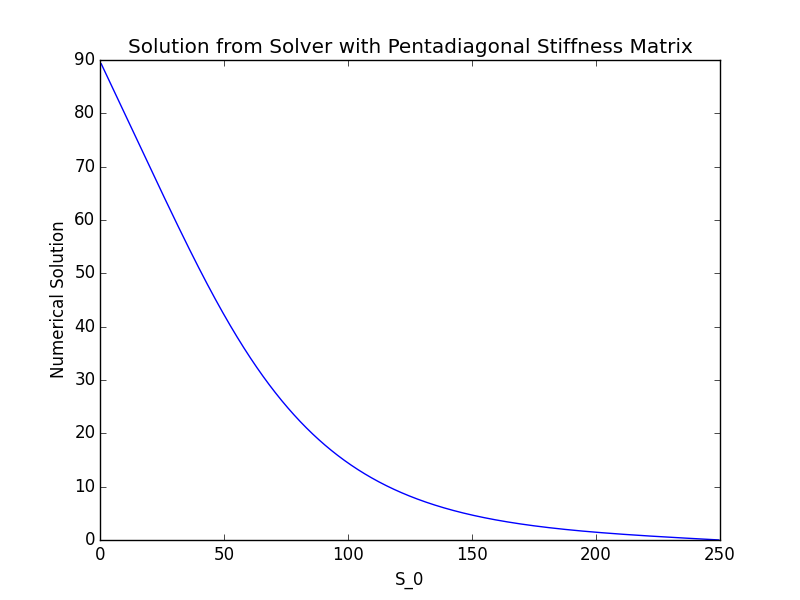 Solution from Solver with Pentadiagonal Stiffness Matrix
90
80
70
60
50
40
30
20
10
0
Numerical Solution
0 50 100 150 200 250
S_0